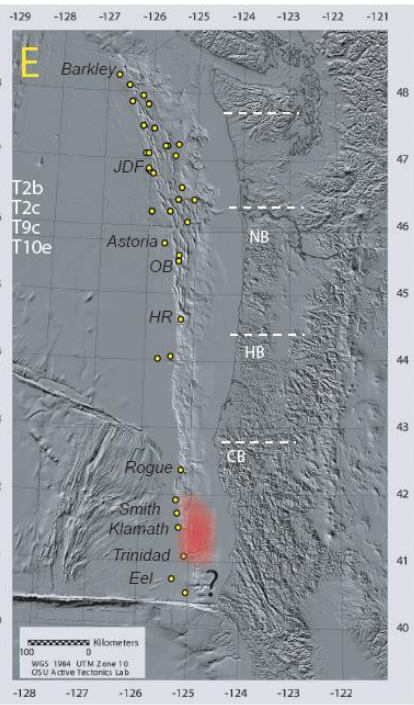 -129 -128 -127 -126 -125 -124 -123 -122 -121
E
Barkley
48
JDF
47
T2b
T2c
T9c
T10e
46
Astoria
NB
OB
45
HR
HB
44
43
CB
Rogue
42
Smith
Klamath
41
Trinidad
Eel
?
40
Kilometers
100 0
WGS 1984 UTM Zone 10
OSU Active Tectonics Lab
-128 -127 -126 -125 -124 -123 -122